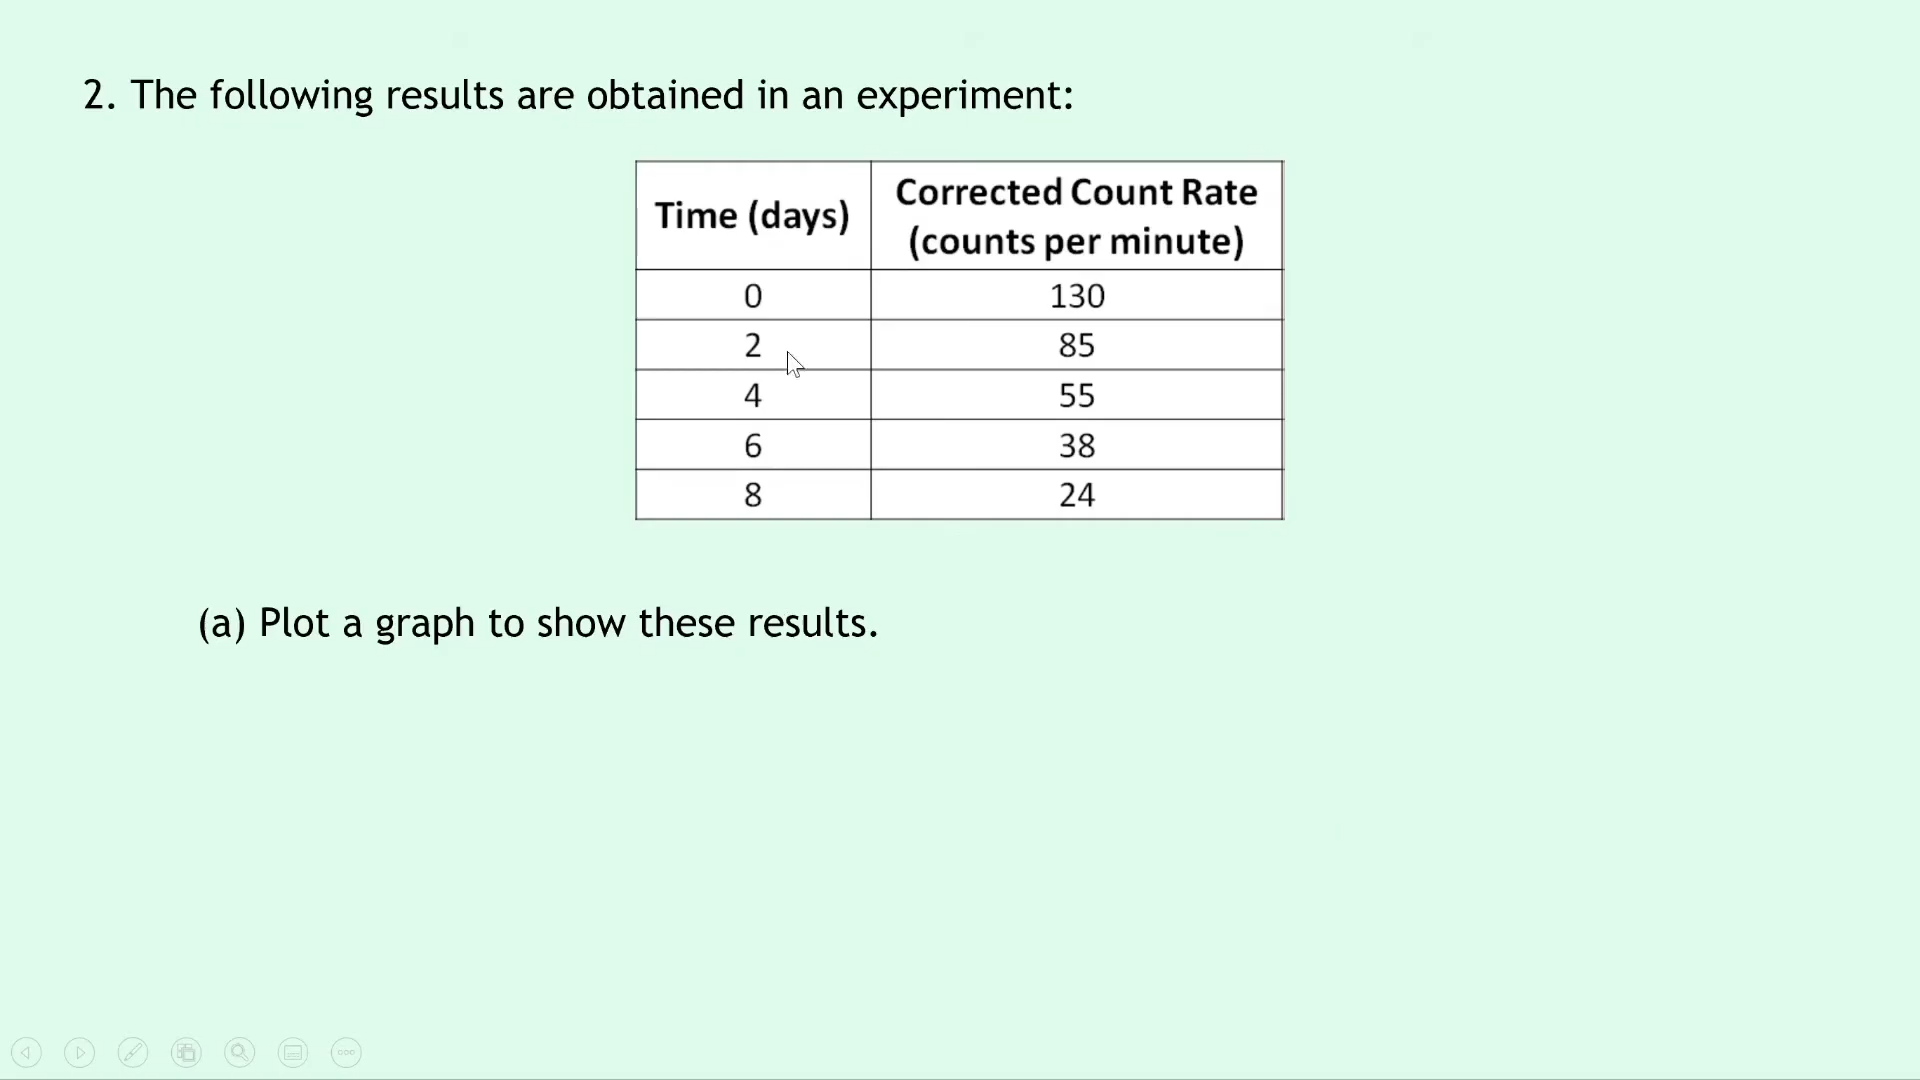 2. The following results are obtained in an experiment:
Time (days) Corrected Count Rate (counts per minute)
0 130
2 85
4 55
6 38
8 24
(a) Plot a graph to show these results.